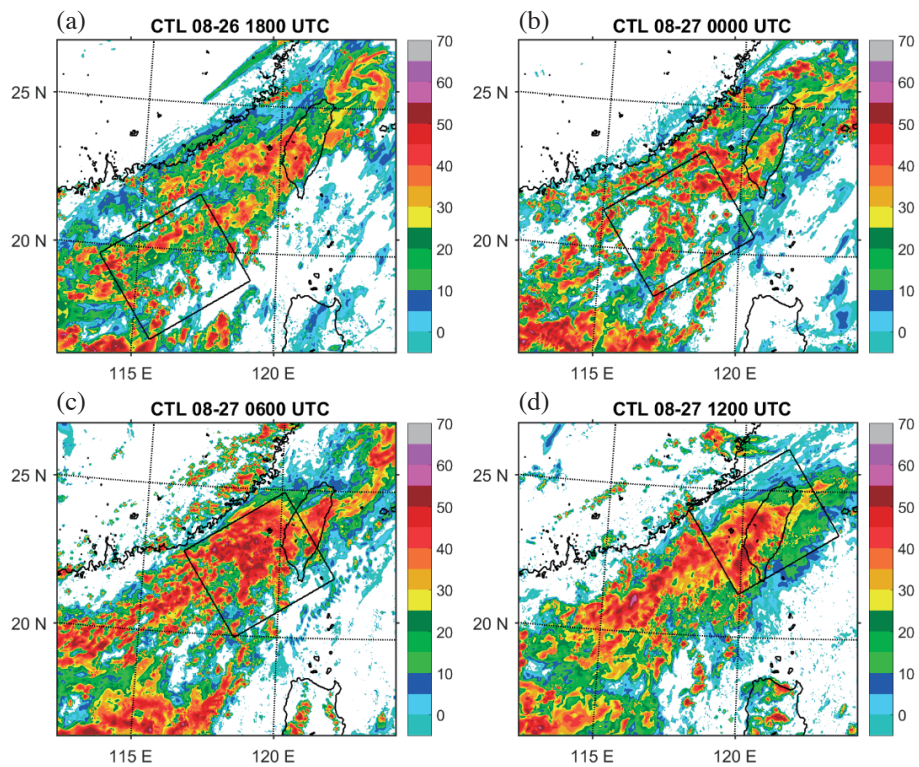 (a)
CTL 08-26 1800 UTC
25 N
20 N
115 E
120 E
70
60
50
40
30
20
10
0
(b)
CTL 08-27 0000 UTC
25 N
20 N
115 E
120 E
70
60
50
40
30
20
10
0
(c)
CTL 08-27 0600 UTC
25 N
20 N
115 E
120 E
70
60
50
40
30
20
10
0
(d)
CTL 08-27 1200 UTC
25 N
20 N
115 E
120 E
70
60
50
40
30
20
10
0